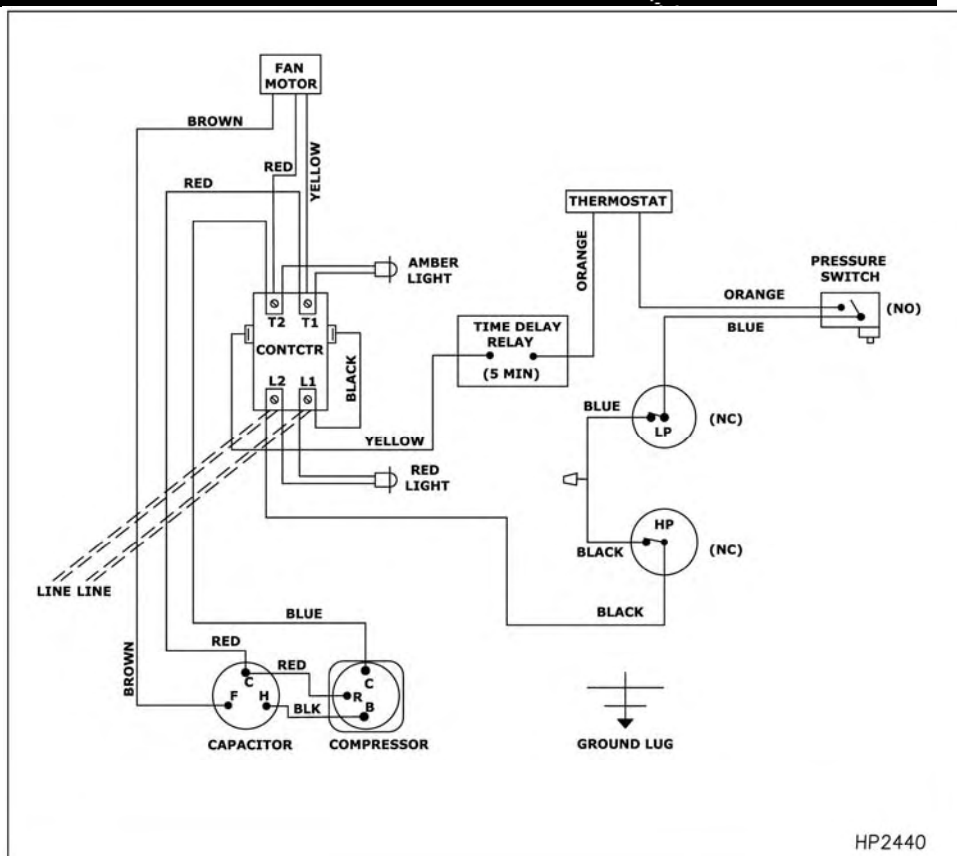 FAN
MOTOR
BROWN
RED
YELLOW
RED
THERMOSTAT
AMBER
LIGHT
ORANGE
PRESSURE
SWITCH
ORANGE
(NO)
BLUE
T2 T1
CONTCTR
L2 L1
BLACK
TIME DELAY
RELAY
(5 MIN)
BLUE
LP
(NC)
YELLOW
RED
LIGHT
HP
(NC)
BLACK
LINE LINE
BLUE
BLACK
BROWN
RED
RED
C
F H
BLK
C
R
B
CAPACITOR
COMPRESSOR
GROUND LUG
HP2440